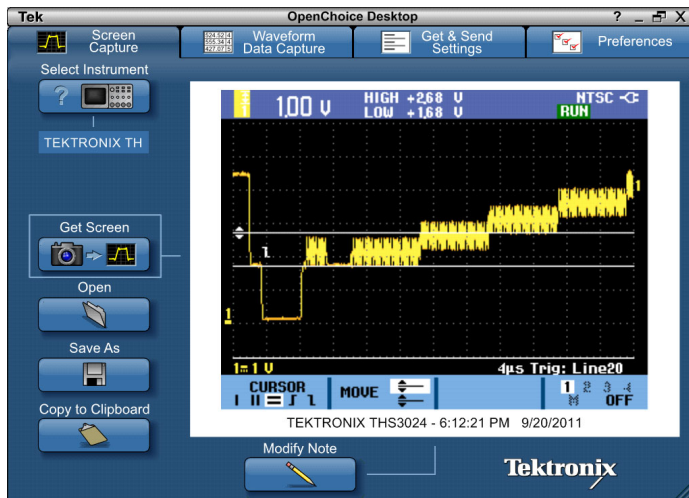 Tek OpenChoice Desktop ? _ X
Screen Capture
Waveform Data Capture
Get & Send Settings
Preferences
Select Instrument
?
TEKTRONIX TH
Get Screen
Open
Save As
Copy to Clipboard
1.00 V
HIGH +2.68 V
LOW +1.68 V
NTSC
RUN
1
1
1= 1 V
4µs Trig: Line20
CURSOR
MOVE
1 2 3 4
M OFF
TEKTRONIX THS3024 - 6:12:21 PM 9/20/2011
Modify Note
Tektronix